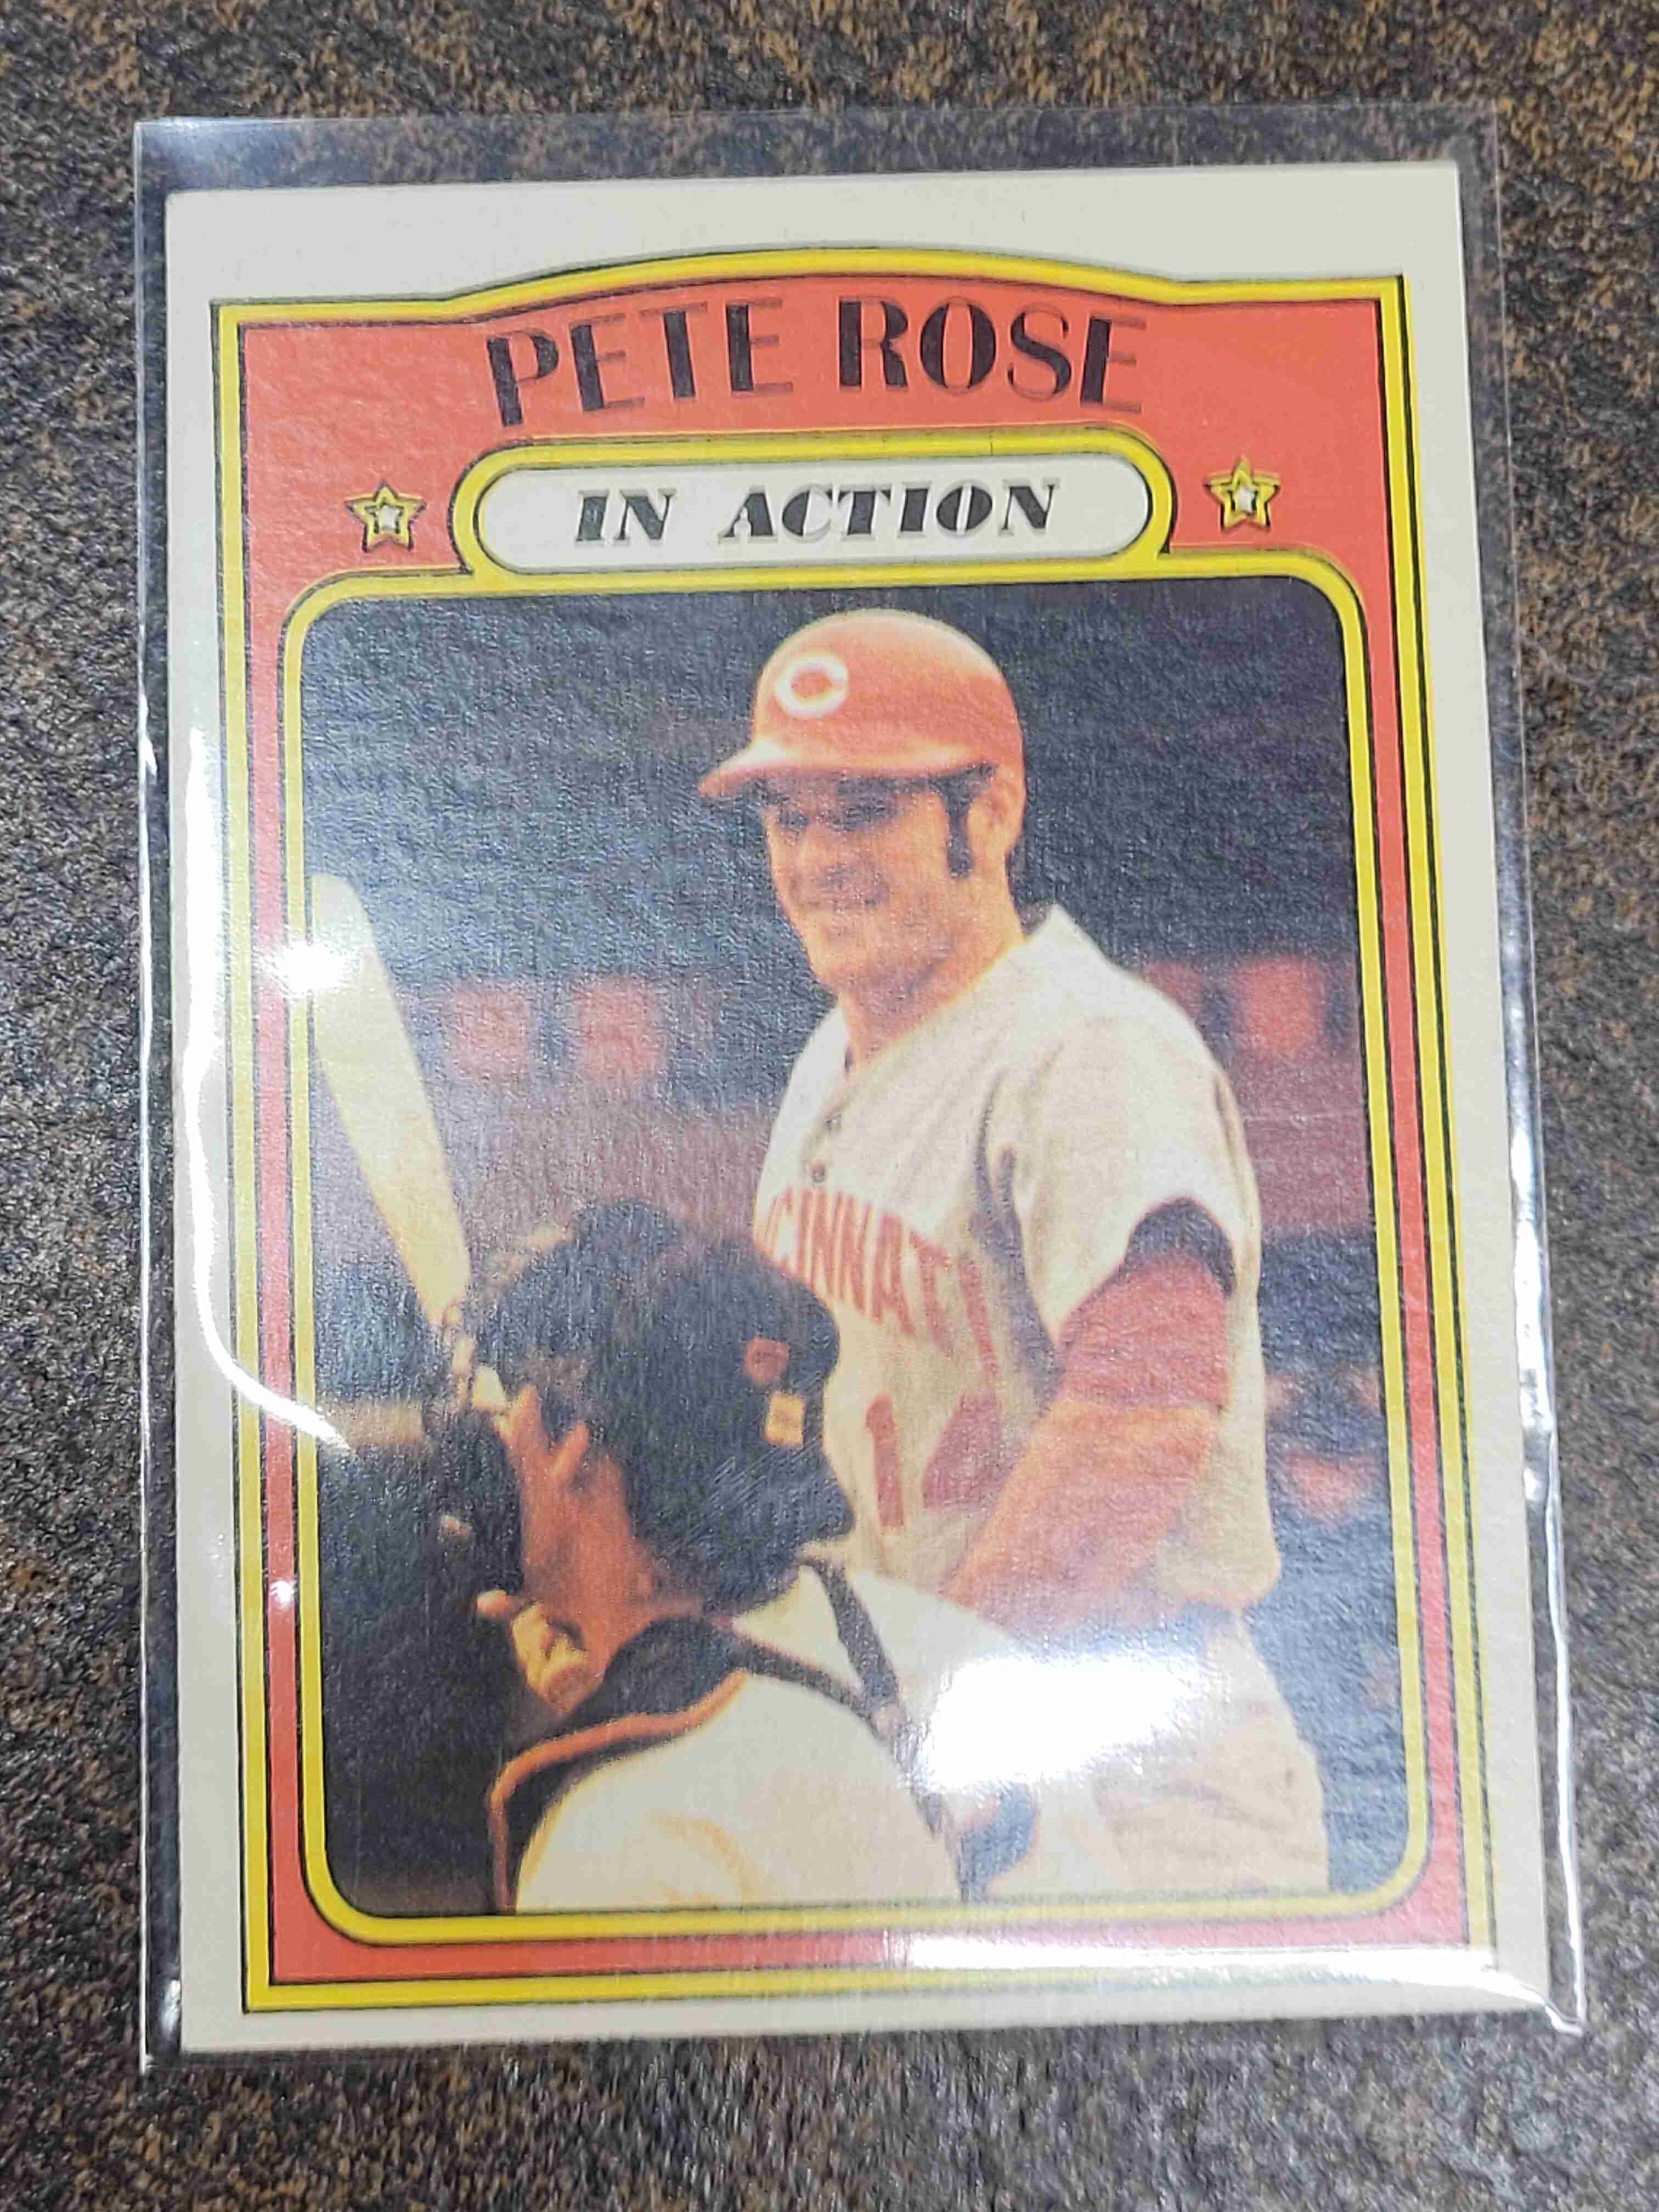 PETE ROSE
IN ACTION
C
CINNATI
14